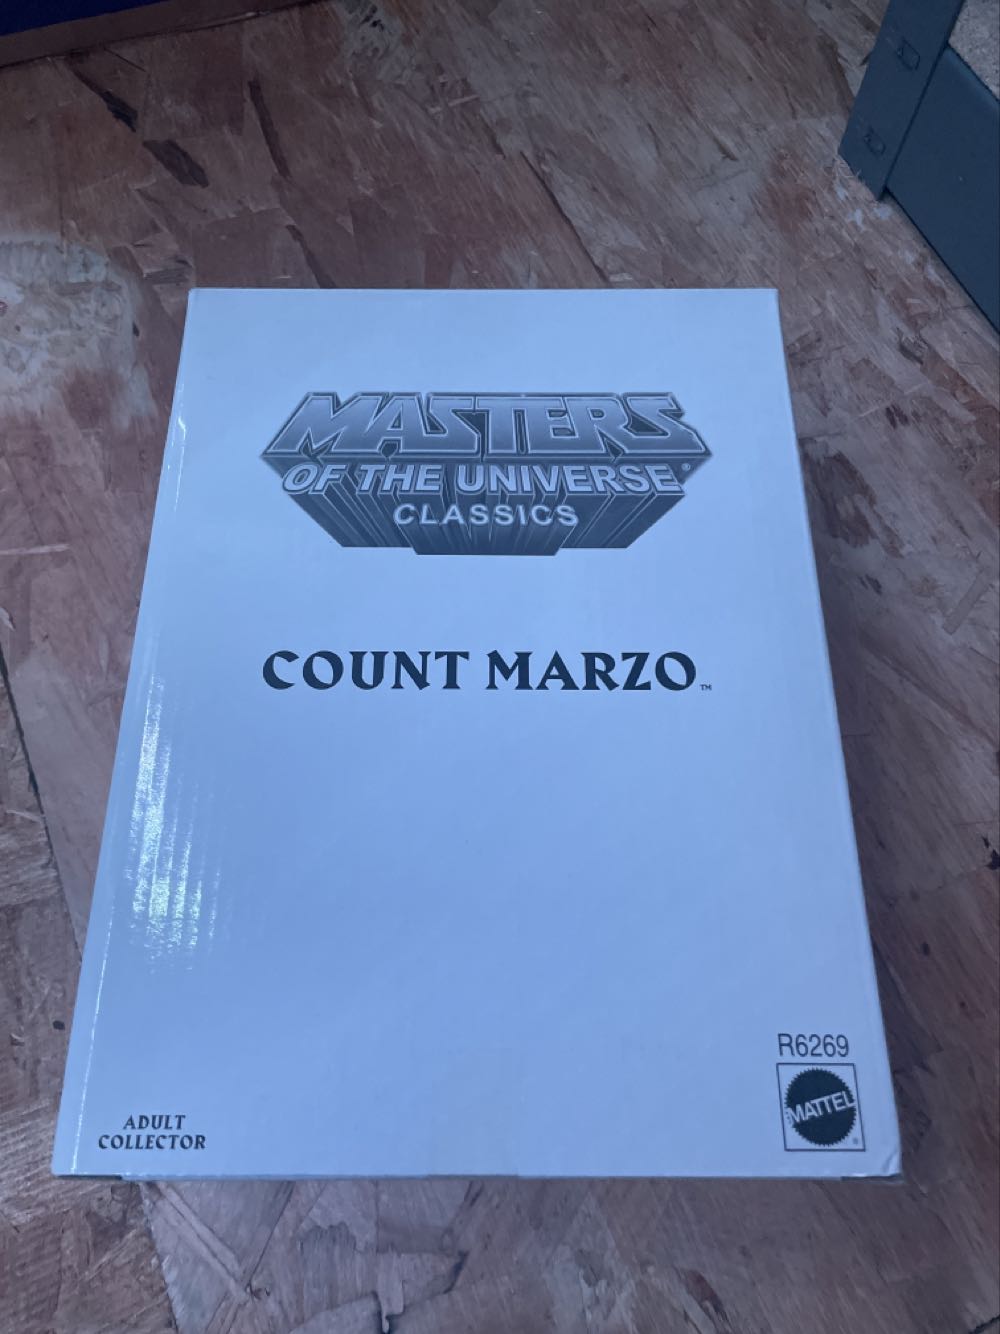 MASTERS
OF THE UNIVERSE®
CLASSICS
COUNT MARZO™
R6269
MATTEL®
ADULT
COLLECTOR